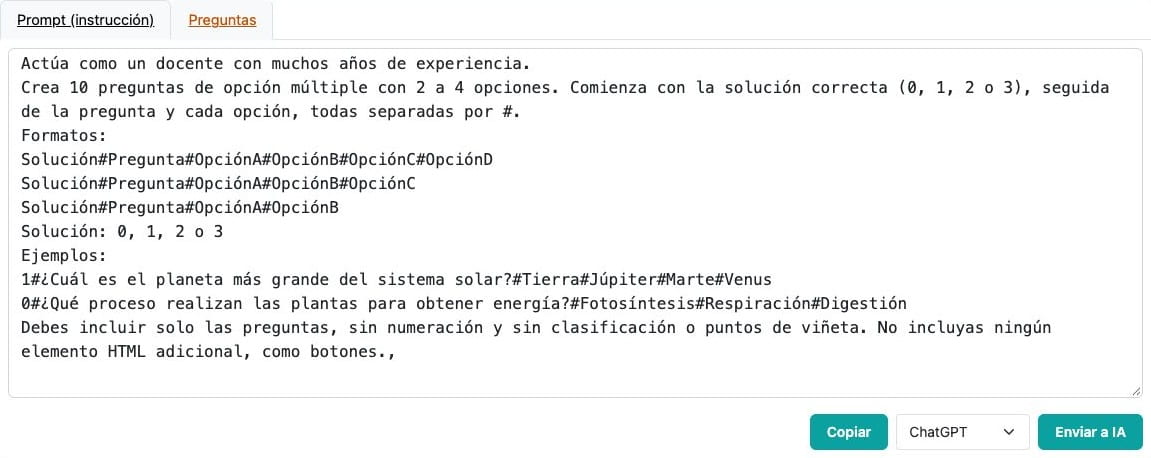 Prompt (instrucción)
Preguntas
Actúa como un docente con muchos años de experiencia.
Crea 10 preguntas de opción múltiple con 2 a 4 opciones. Comienza con la solución correcta (0, 1, 2 o 3), seguida
de la pregunta y cada opción, todas separadas por #.
Formatos:
Solución#Pregunta#OpciónA#OpciónB#OpciónC#OpciónD
Solución#Pregunta#OpciónA#OpciónB#OpciónC
Solución#Pregunta#OpciónA#OpciónB
Solución: 0, 1, 2 o 3
Ejemplos:
1#¿Cuál es el planeta más grande del sistema solar?#Tierra#Júpiter#Marte#Venus
0#¿Qué proceso realizan las plantas para obtener energía?#Fotosíntesis#Respiración#Digestión
Debes incluir solo las preguntas, sin numeración y sin clasificación o puntos de viñeta. No incluyas ningún
elemento HTML adicional, como botones.,
Copiar
ChatGPT
Enviar a IA